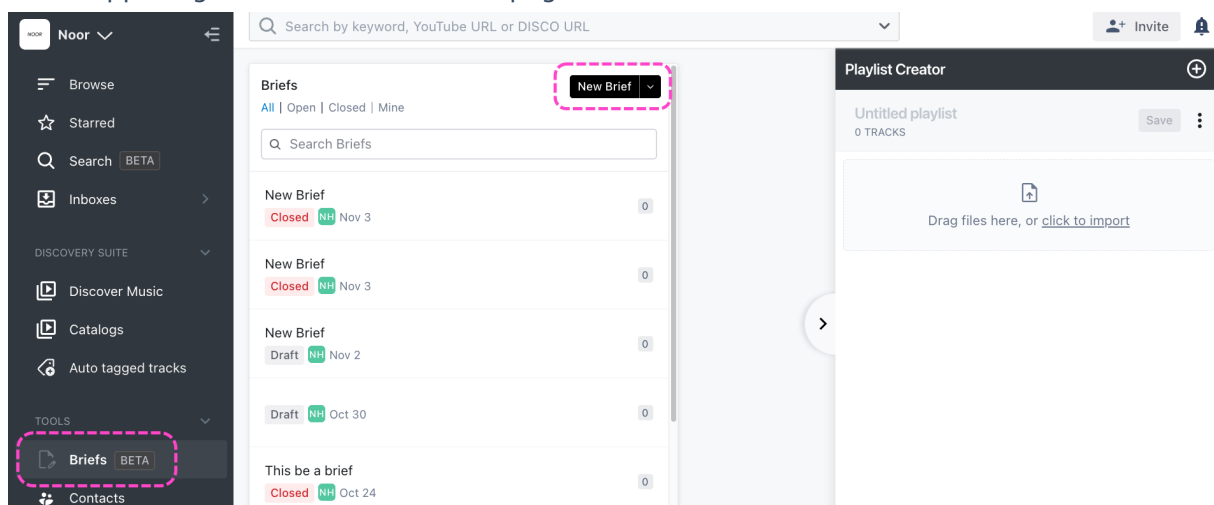 Noor
Browse
Starred
Search BETA
Inboxes
DISCOVERY SUITE
Discover Music
Catalogs
Auto tagged tracks
TOOLS
Briefs BETA
Contacts
Search by keyword, YouTube URL or DISCO URL
Invite
Briefs
New Brief
All | Open | Closed | Mine
Search Briefs
New Brief
0
Closed NH Nov 3
New Brief
0
Closed NH Nov 3
New Brief
0
Draft NH Nov 2
Draft NH Oct 30
0
This be a brief
0
Closed NH Oct 24
Playlist Creator
Untitled playlist
0 TRACKS
Save
Drag files here, or click to import